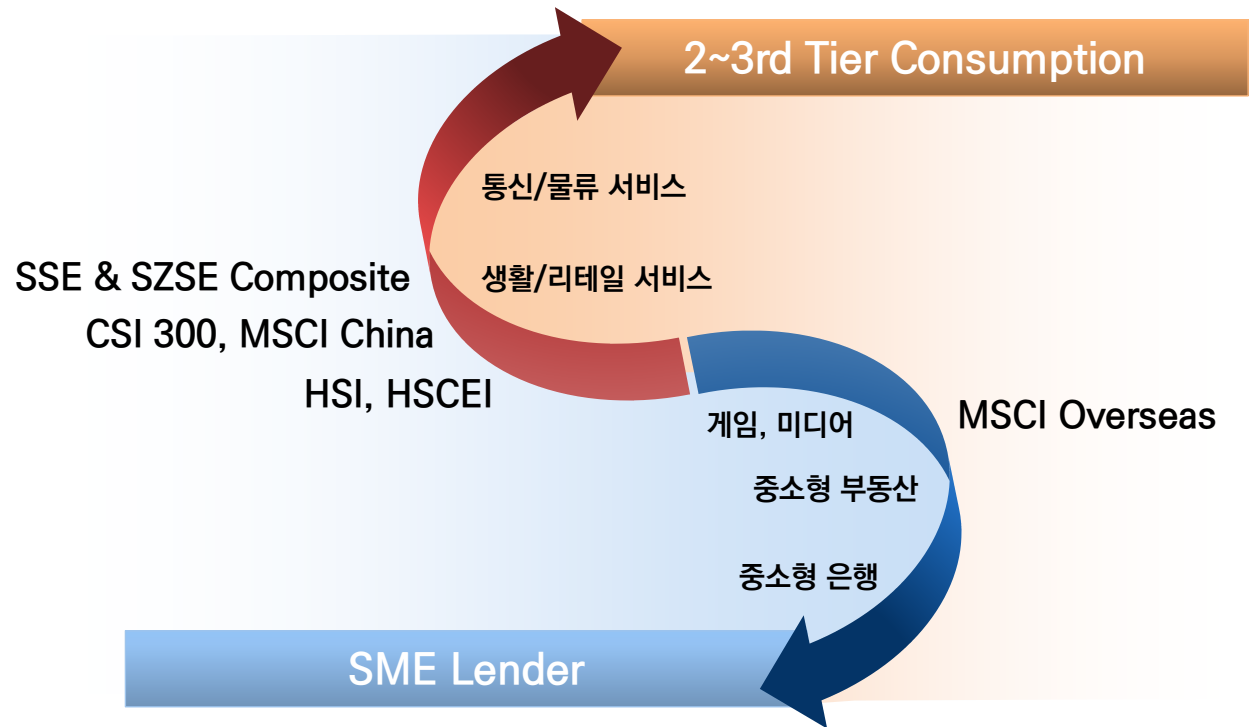 2~3rd Tier Consumption
통신/물류 서비스
SSE & SZSE Composite
생활/리테일 서비스
CSI 300, MSCI China
HSI, HSCEI
게임, 미디어
MSCI Overseas
중소형 부동산
중소형 은행
SME Lender